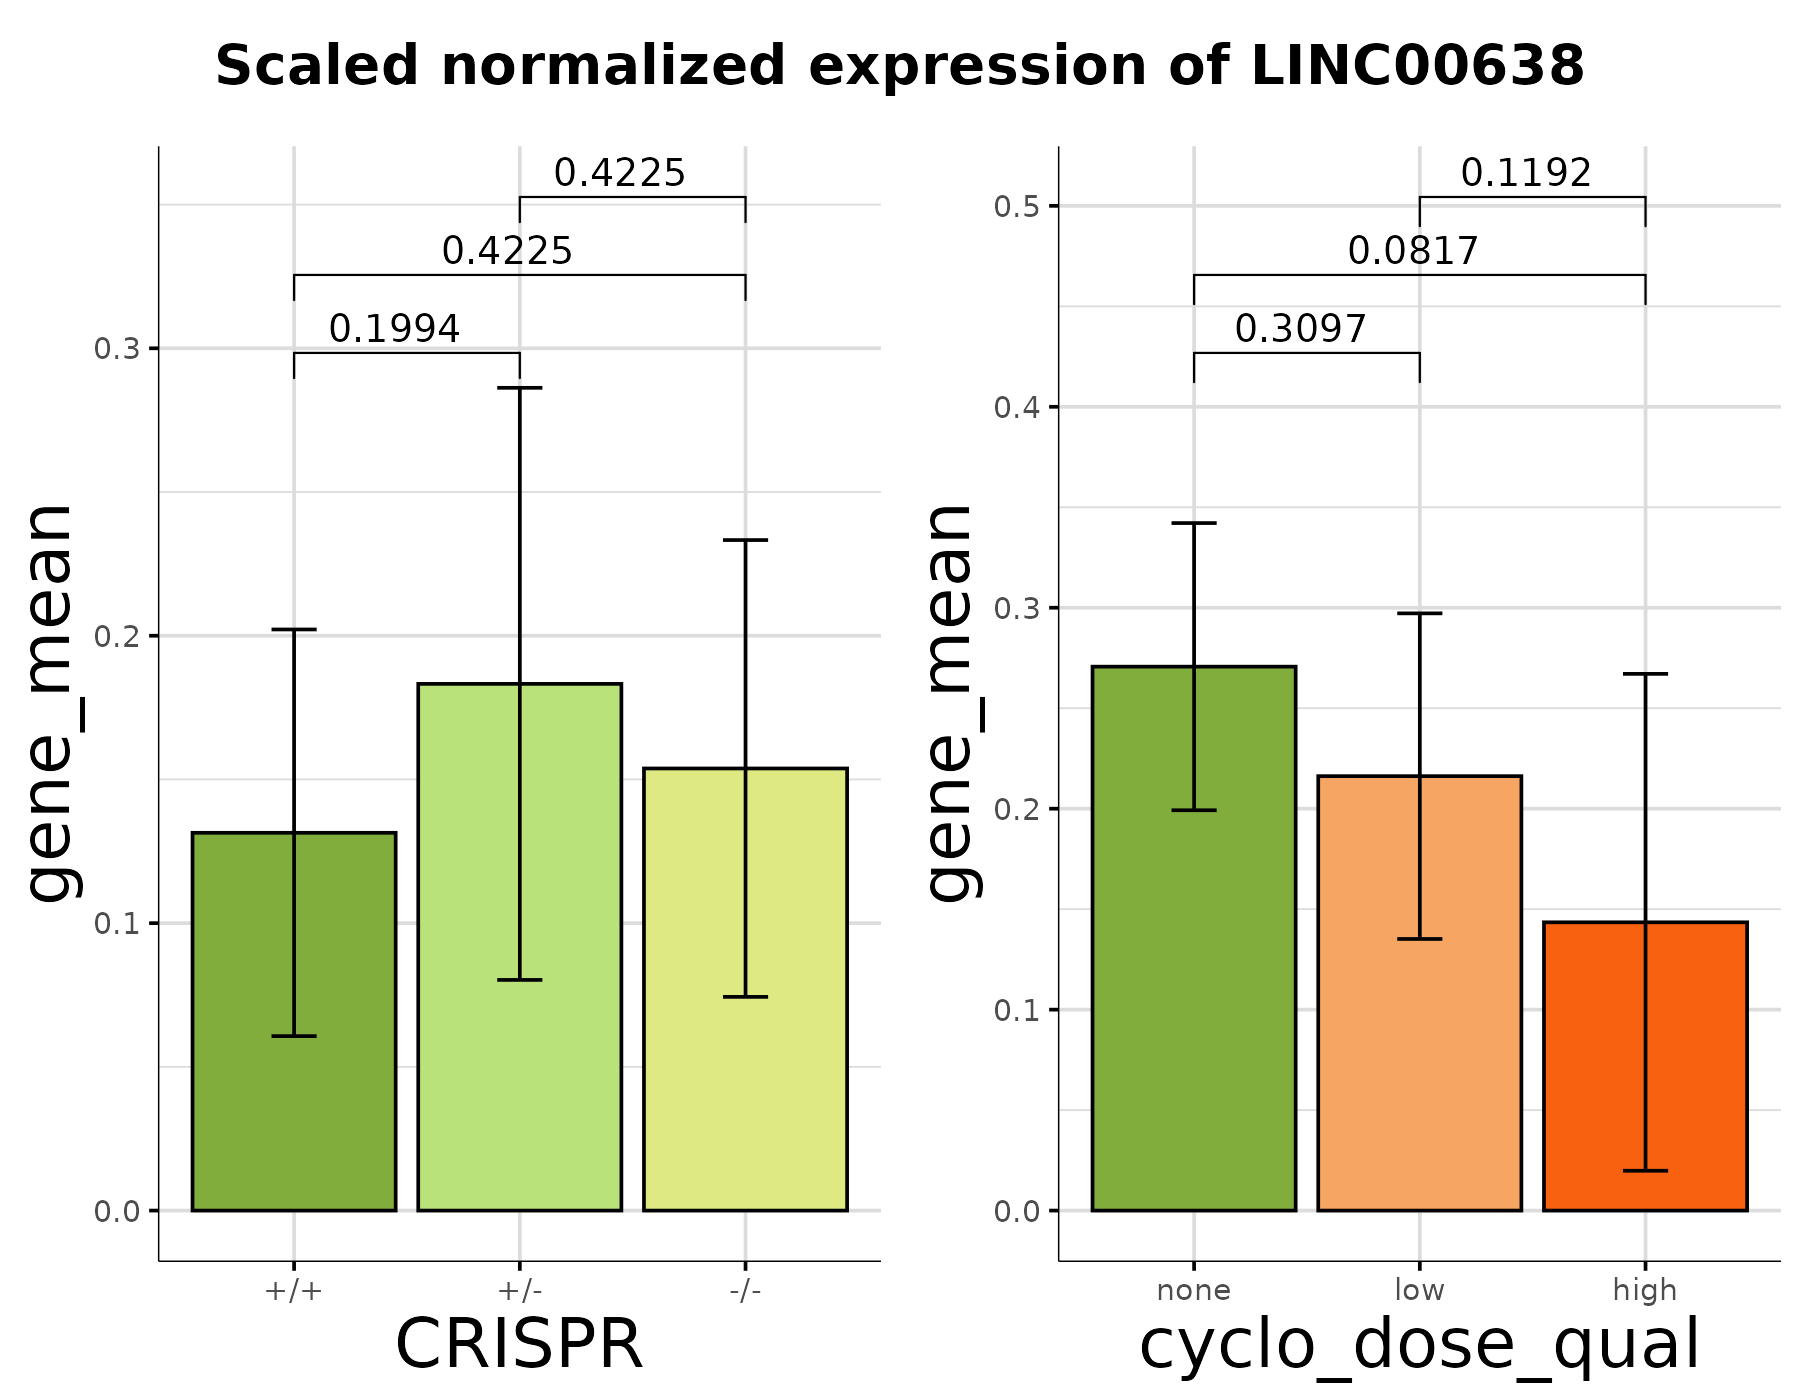 Scaled normalized expression of LINC00638
0.4225
0.4225
0.1994
0.3
0.2
0.1
0.0
gene_mean
+/+ +/- -/-
CRISPR
0.1192
0.0817
0.3097
0.5
0.4
0.3
0.2
0.1
0.0
gene_mean
none low high
cyclo_dose_qual